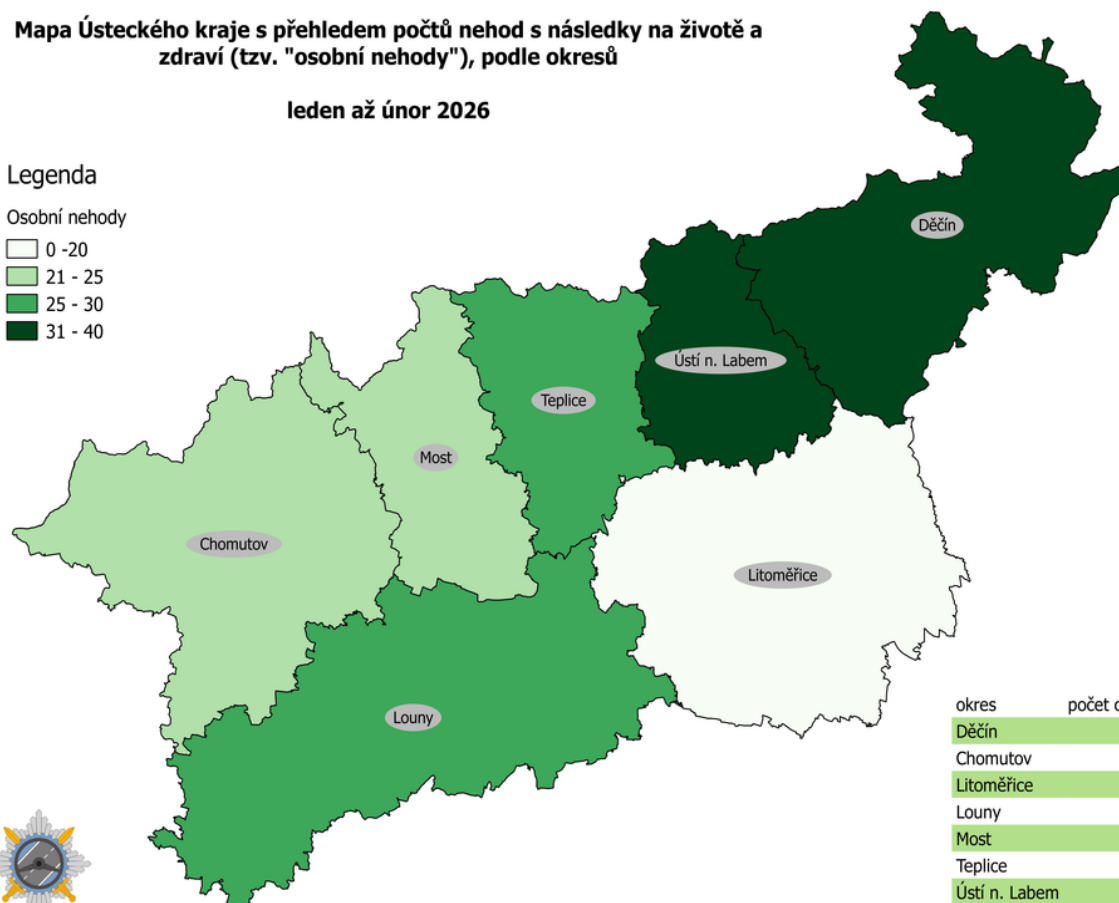 Mapa Ústeckého kraje s přehledem počtů nehod s následky na životě a
zdraví (tzv. "osobní nehody"), podle okresů
leden až únor 2026
Legenda
Osobní nehody
0 -20
21 - 25
25 - 30
31 - 40
Děčín
Ústí n. Labem
Teplice
Most
Chomutov
Litoměřice
Louny
okres počet
Děčín
Chomutov
Litoměřice
Louny
Most
Teplice
Ústí n. Labem